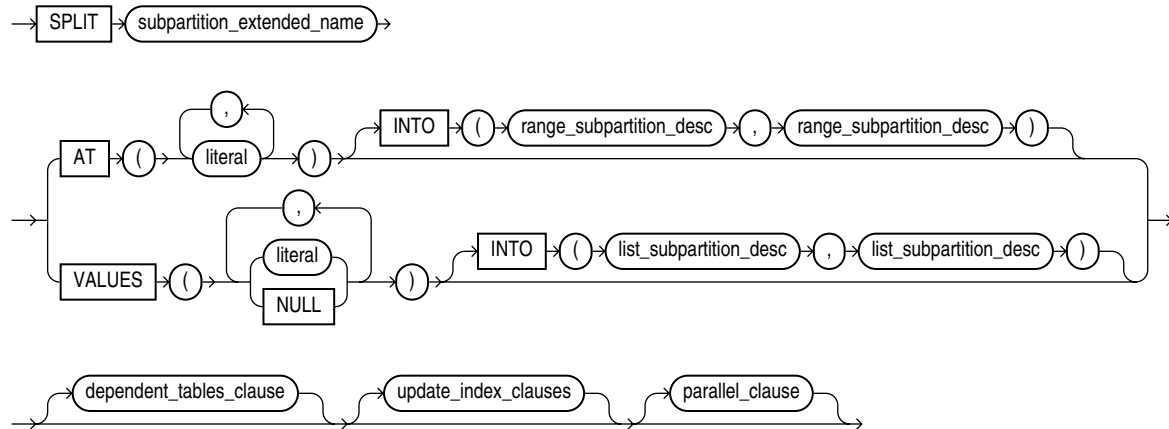 SPLIT subpartition_extended_name
,
INTO ( range_subpartition_desc , range_subpartition_desc )
AT ( literal )
,
literal
INTO ( list_subpartition_desc , list_subpartition_desc )
VALUES ( )
NULL
dependent_tables_clause update_index_clauses parallel_clause